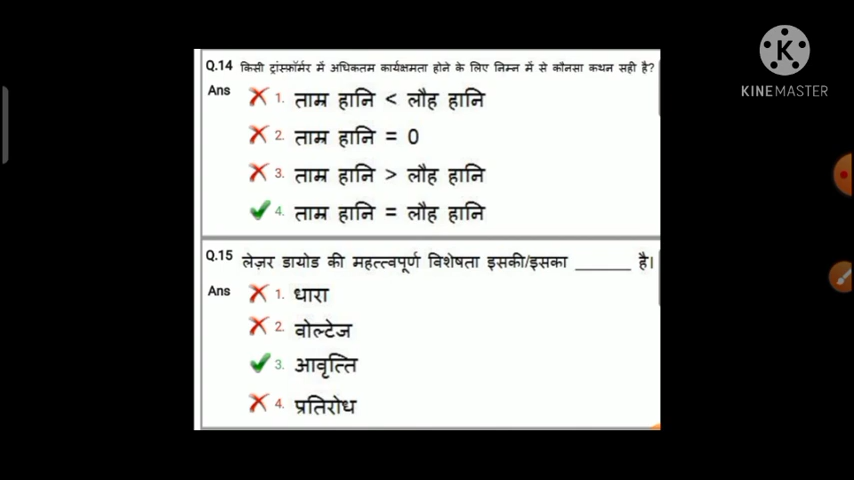 K
KINEMASTER
Q.14 किसी ट्रांसफ़ॉर्मर में अधिकतम कार्यक्षमता होने के लिए निम्न में से कौनसा कथन सही है?
Ans 1. ताम्र हानि < लौह हानि
2. ताम्र हानि = 0
3. ताम्र हानि > लौह हानि
4. ताम्र हानि = लौह हानि
Q.15 लेज़र डायोड की महत्त्वपूर्ण विशेषता इसकी/इसका ______ है।
Ans 1. धारा
2. वोल्टेज
3. आवृत्ति
4. प्रतिरोध